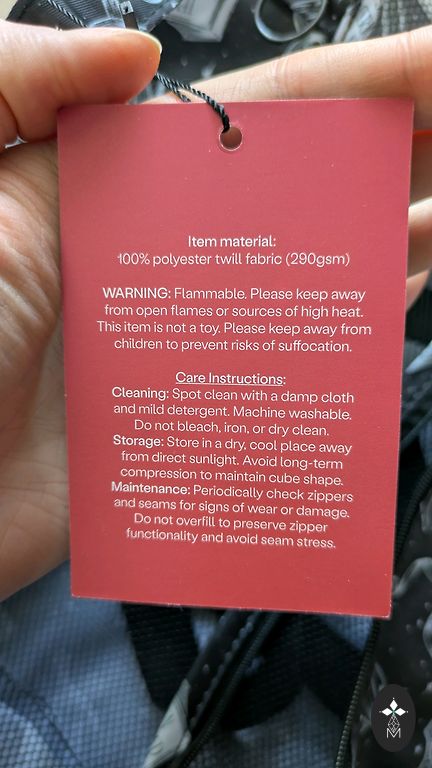 Item material:
100% polyester twill fabric (290gsm)
WARNING: Flammable. Please keep away
from open flames or sources of high heat.
This item is not a toy. Please keep away from
children to prevent risks of suffocation.
Care Instructions:
Cleaning: Spot clean with a damp cloth
and mild detergent. Machine washable.
Do not bleach, iron, or dry clean.
Storage: Store in a dry, cool place away
from direct sunlight. Avoid long-term
compression to maintain cube shape.
Maintenance: Periodically check zippers
and seams for signs of wear or damage.
Do not overfill to preserve zipper
functionality and avoid seam stress.
M